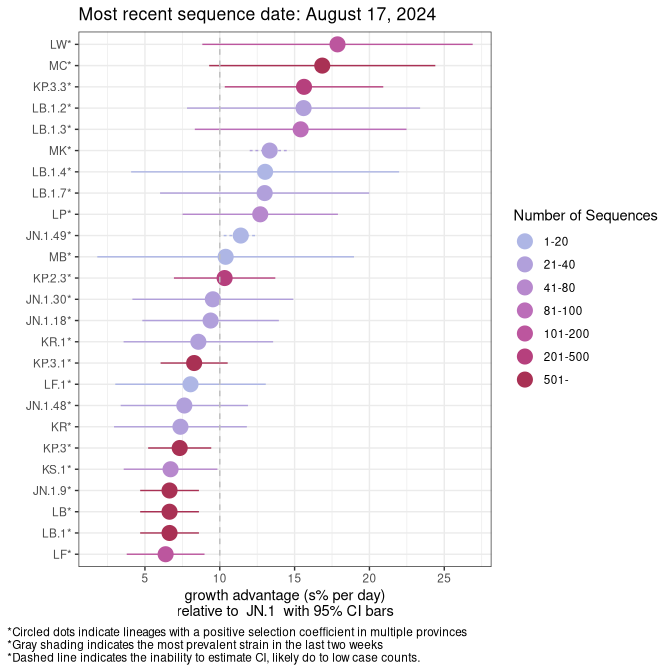 Most recent sequence date: August 17, 2024
LW*
MC*
KP.3.3*
LB.1.2*
LB.1.3*
MK*
LB.1.4*
LB.1.7*
LP*
JN.1.49*
MB*
KP.2.3*
JN.1.30*
JN.1.18*
KR.1*
KP.3.1*
LF.1*
JN.1.48*
KR*
KP.3*
KS.1*
JN.1.9*
LB*
LB.1*
LF*
5 10 15 20 25
growth advantage (s% per day)
relative to JN.1 with 95% CI bars
Number of Sequences
1-20
21-40
41-80
81-100
101-200
201-500
501-
*Circled dots indicate lineages with a positive selection coefficient in multiple provinces
*Gray shading indicates the most prevalent strain in the last two weeks
*Dashed line indicates the inability to estimate CI, likely do to low case counts.